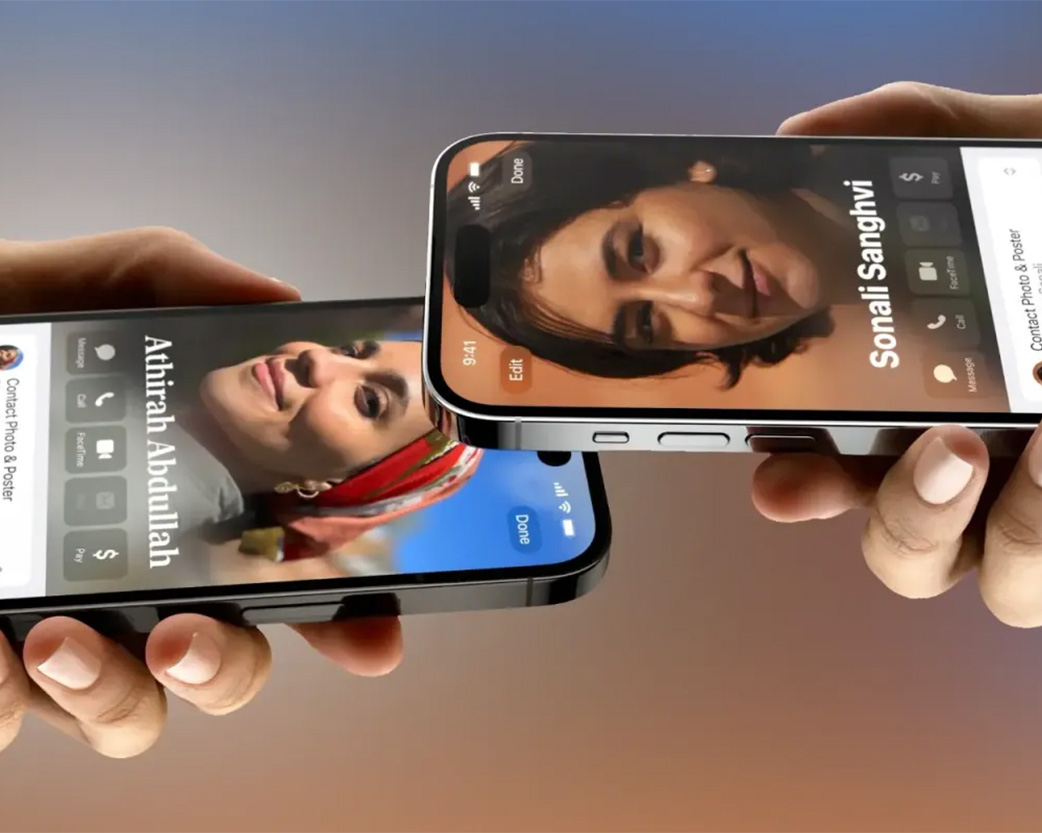 Athirah Abdullah
Message
Call
FaceTime
Pay
Contact Photo & Poster
Done
9:41
Edit
Done
Sonali Sanghvi
Message
Call
FaceTime
Pay
Contact Photo & Poster